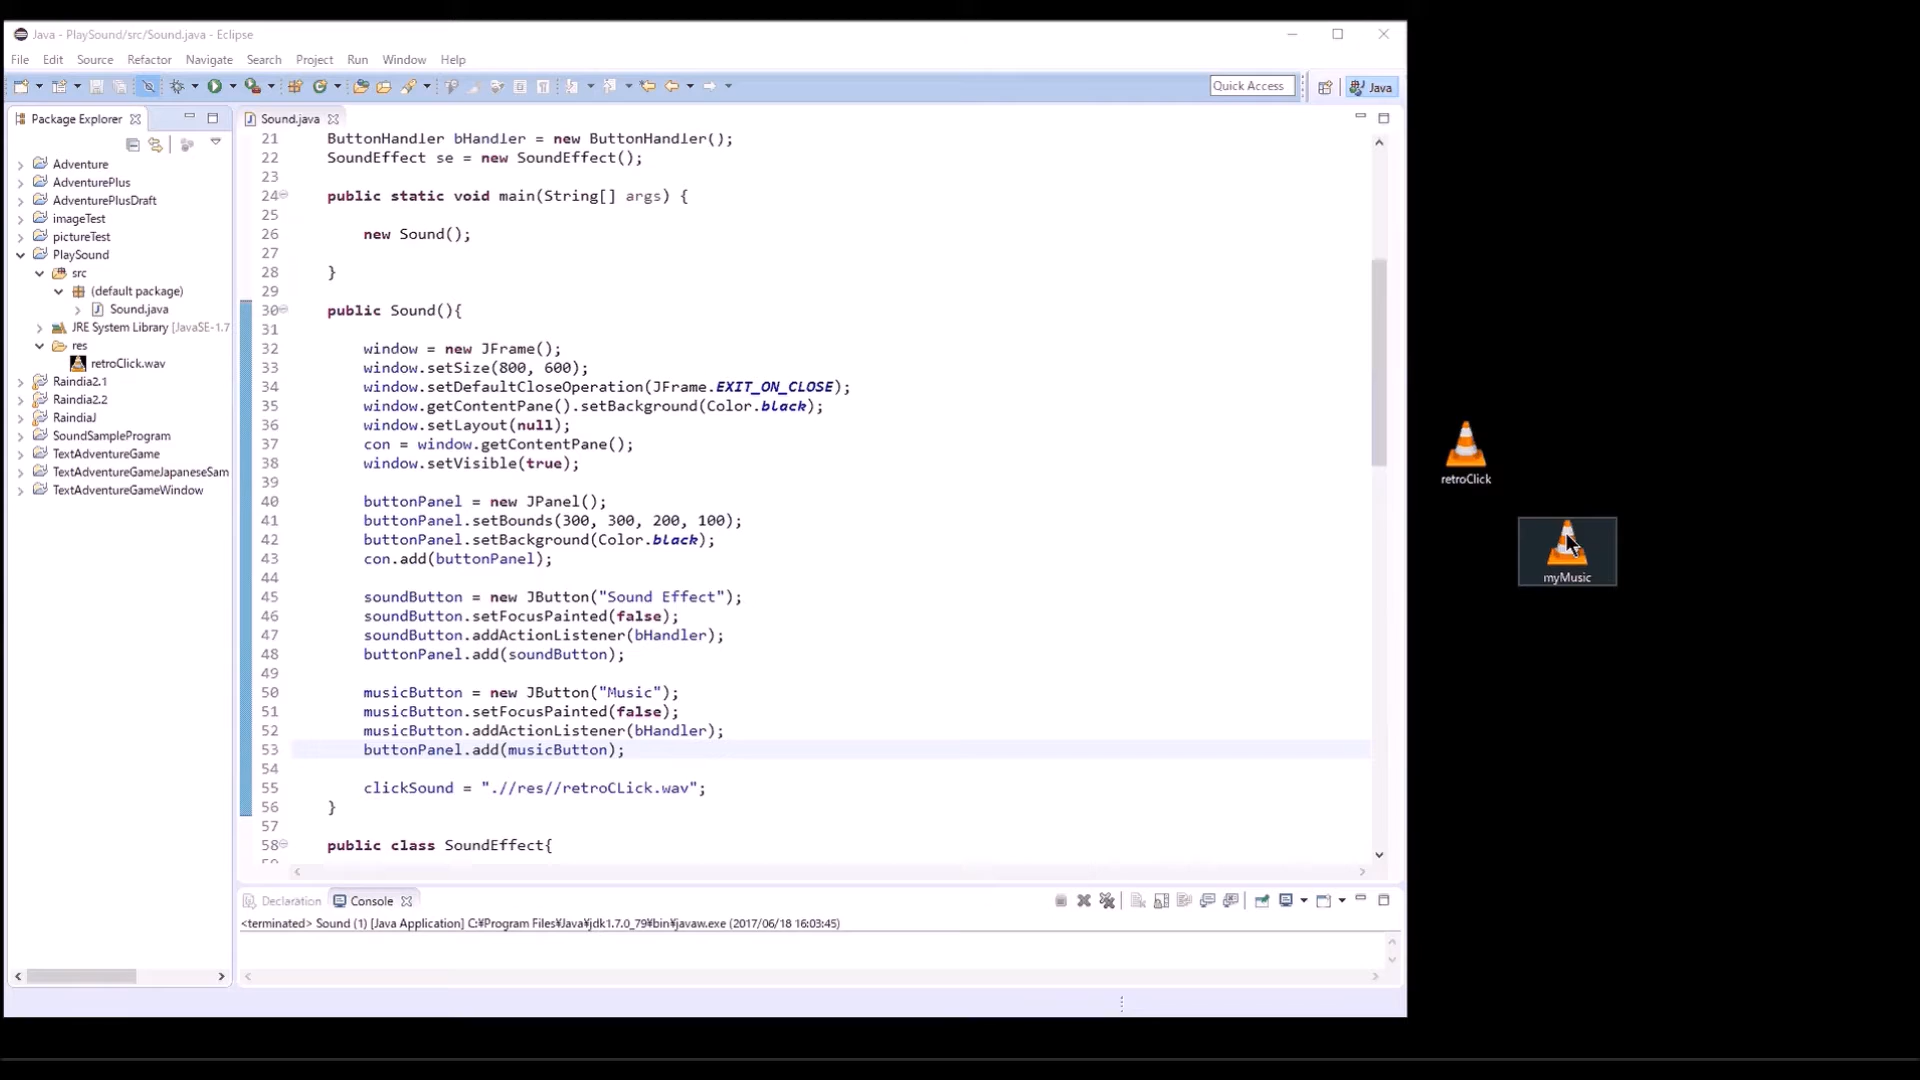 Java - PlaySound/src/Sound.java - Eclipse
File Edit Source Refactor Navigate Search Project Run Window Help
Quick Access
Java
Package Explorer
Adventure
AdventurePlus
AdventurePlusDraft
imageTest
pictureTest
PlaySound
src
(default package)
Sound.java
JRE System Library [JavaSE-1.7
res
retroClick.wav
Raindia2.1
Raindia2.2
RaindiaJ
SoundSampleProgram
TextAdventureGame
TextAdventureGameJapaneseSam
TextAdventureGameWindow
Sound.java
21 ButtonHandler bHandler = new ButtonHandler();
22 SoundEffect se = new SoundEffect();
23
24 public static void main(String[] args) {
25
26 new Sound();
27
28 }
29
30 public Sound(){
31
32 window = new JFrame();
33 window.setSize(800, 600);
34 window.setDefaultCloseOperation(JFrame.EXIT_ON_CLOSE);
35 window.getContentPane().setBackground(Color.black);
36 window.setLayout(null);
37 con = window.getContentPane();
38 window.setVisible(true);
39
40 buttonPanel = new JPanel();
41 buttonPanel.setBounds(300, 300, 200, 100);
42 buttonPanel.setBackground(Color.black);
43 con.add(buttonPanel);
44
45 soundButton = new JButton("Sound Effect");
46 soundButton.setFocusPainted(false);
47 soundButton.addActionListener(bHandler);
48 buttonPanel.add(soundButton);
49
50 musicButton = new JButton("Music");
51 musicButton.setFocusPainted(false);
52 musicButton.addActionListener(bHandler);
53 buttonPanel.add(musicButton);
54
55 clickSound = ".//res//retroCLick.wav";
56 }
57
58 public class SoundEffect{
Declaration Console
<terminated> Sound (1) [Java Application] C:¥Program Files¥Java¥jdk1.7.0_79¥bin¥javaw.exe (2017/06/18 16:03:45)
retroClick
myMusic